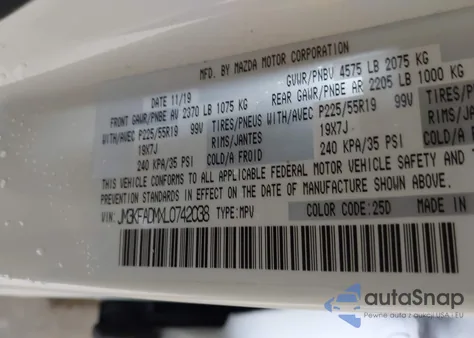 MFD. BY MAZDA MOTOR CORPORATION
DATE 11/19 GVWR/PNBV 4575 LB 2075 KG
FRONT GAWR/PNBE AV 2370 LB 1075 KG REAR GAWR/PNBE AR 2205 LB 1000 KG
WITH/AVEC P225/55R19 99V TIRES/PNEUS WITH/AVEC P225/55R19 99V TIRES/
19X7J RIMS/JANTES 19X7J RIMS/
240 KPA/35 PSI COLD/A FROID 240 KPA/35 PSI COLD/A
THIS VEHICLE CONFORMS TO ALL APPLICABLE FEDERAL MOTOR VEHICLE SAFETY AND
STANDARDS IN EFFECT ON THE DATE OF MANUFACTURE SHOWN ABOVE.
VIN: JM3KFADMXL0742038 TYPE: MPV COLOR CODE: 25D MADE IN
autoSnap
Pewne auta